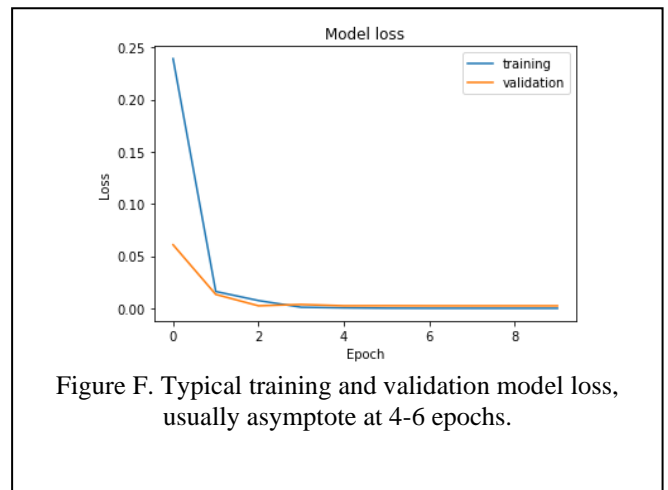 Model loss
0.25
training
validation
0.20
0.15
Loss
0.10
0.05
0.00
0 2 4 6 8
Epoch
Figure F. Typical training and validation model loss,
usually asymptote at 4-6 epochs.